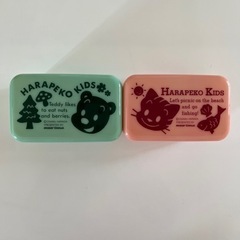 HARAPEKO KIDS
Teddy likes
to eat nuts
and berries.
HARAPEKO KIDS
Let's picnic on the beach
and go
fishing!